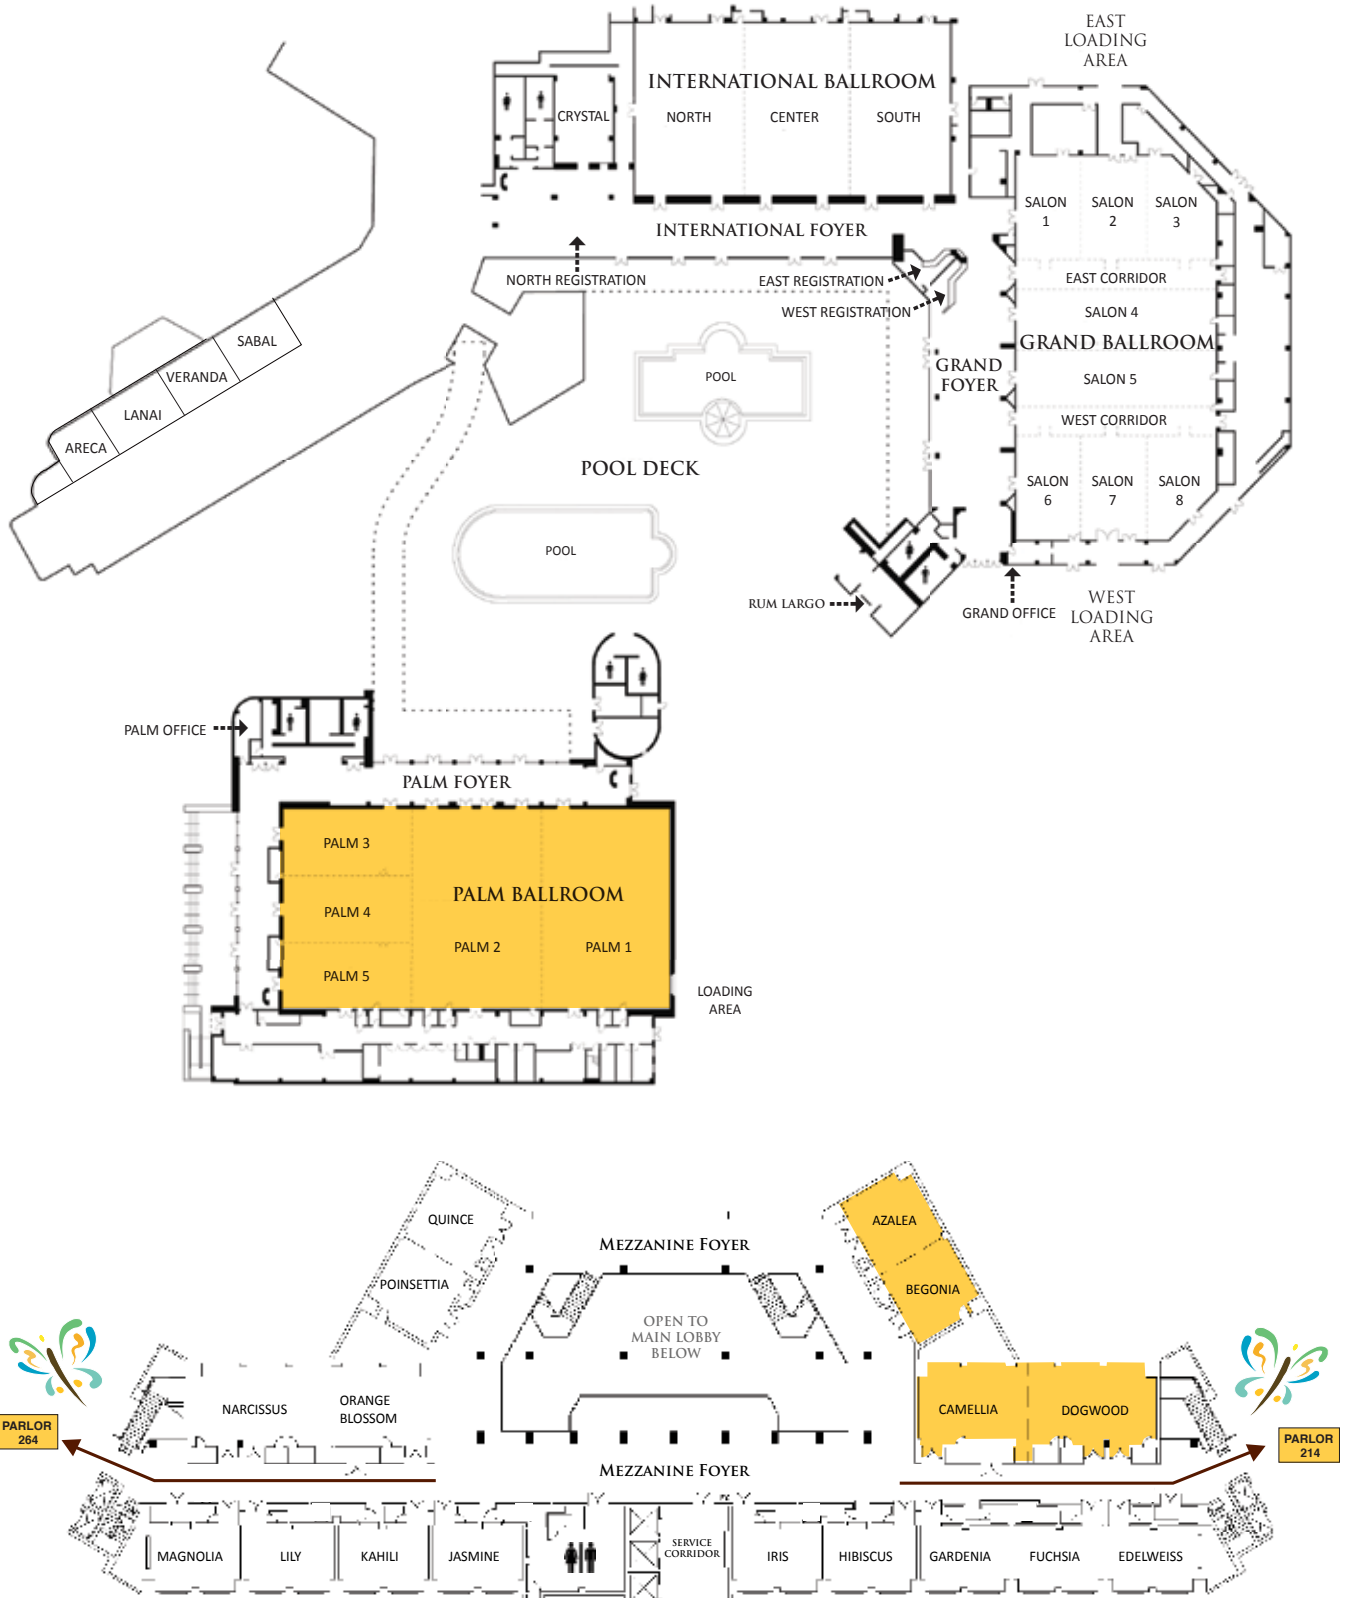 EAST
LOADING
AREA
INTERNATIONAL BALLROOM
CRYSTAL
NORTH
CENTER
SOUTH
SALON
1
SALON
2
SALON
3
INTERNATIONAL FOYER
NORTH REGISTRATION
EAST REGISTRATION
WEST REGISTRATION
EAST CORRIDOR
SALON 4
GRAND BALLROOM
GRAND
FOYER
SALON 5
WEST CORRIDOR
SALON
6
SALON
7
SALON
8
SABAL
VERANDA
LANAI
ARECA
POOL
POOL DECK
POOL
RUM LARGO
GRAND OFFICE
WEST
LOADING
AREA
PALM OFFICE
PALM FOYER
PALM 3
PALM BALLROOM
PALM 4
PALM 2
PALM 1
PALM 5
LOADING
AREA
QUINCE
POINSETTIA
MEZZANINE FOYER
AZALEA
BEGONIA
OPEN TO
MAIN LOBBY
BELOW
NARCISSUS
ORANGE
BLOSSOM
CAMELLIA
DOGWOOD
PARLOR
264
PARLOR
214
MEZZANINE FOYER
MAGNOLIA
LILY
KAHILI
JASMINE
SERVICE
CORRIDOR
IRIS
HIBISCUS
GARDENIA
FUCHSIA
EDELWEISS